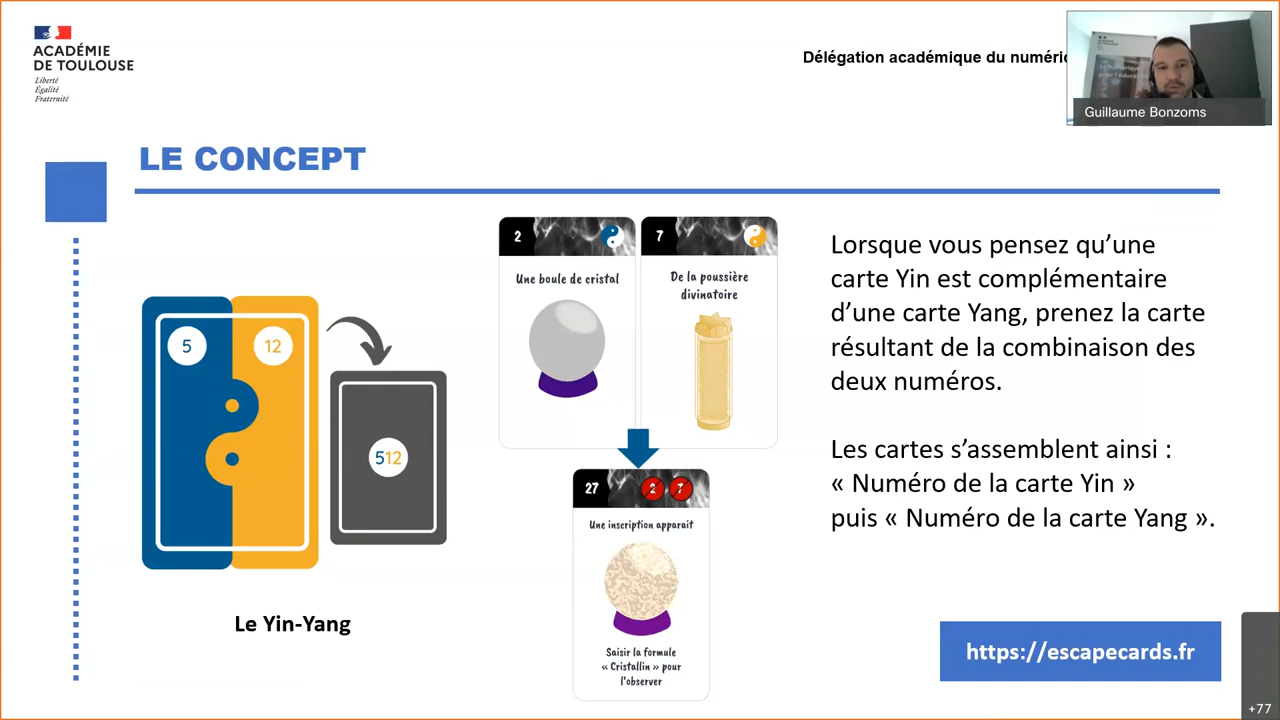 ACADÉMIE
DE TOULOUSE
Liberté
Égalité
Fraternité
Délégation académique du numéri
Guillaume Bonzoms
LE CONCEPT
5
12
512
Le Yin-Yang
2
Une boule de cristal
7
De la poussière
divinatoire
27
2
7
Une inscription apparait
Saisir la formule
« Cristallin » pour
l'observer
Lorsque vous pensez qu’une
carte Yin est complémentaire
d’une carte Yang, prenez la carte
résultant de la combinaison des
deux numéros.
Les cartes s’assemblent ainsi :
« Numéro de la carte Yin »
puis « Numéro de la carte Yang ».
https://escapecards.fr
+77